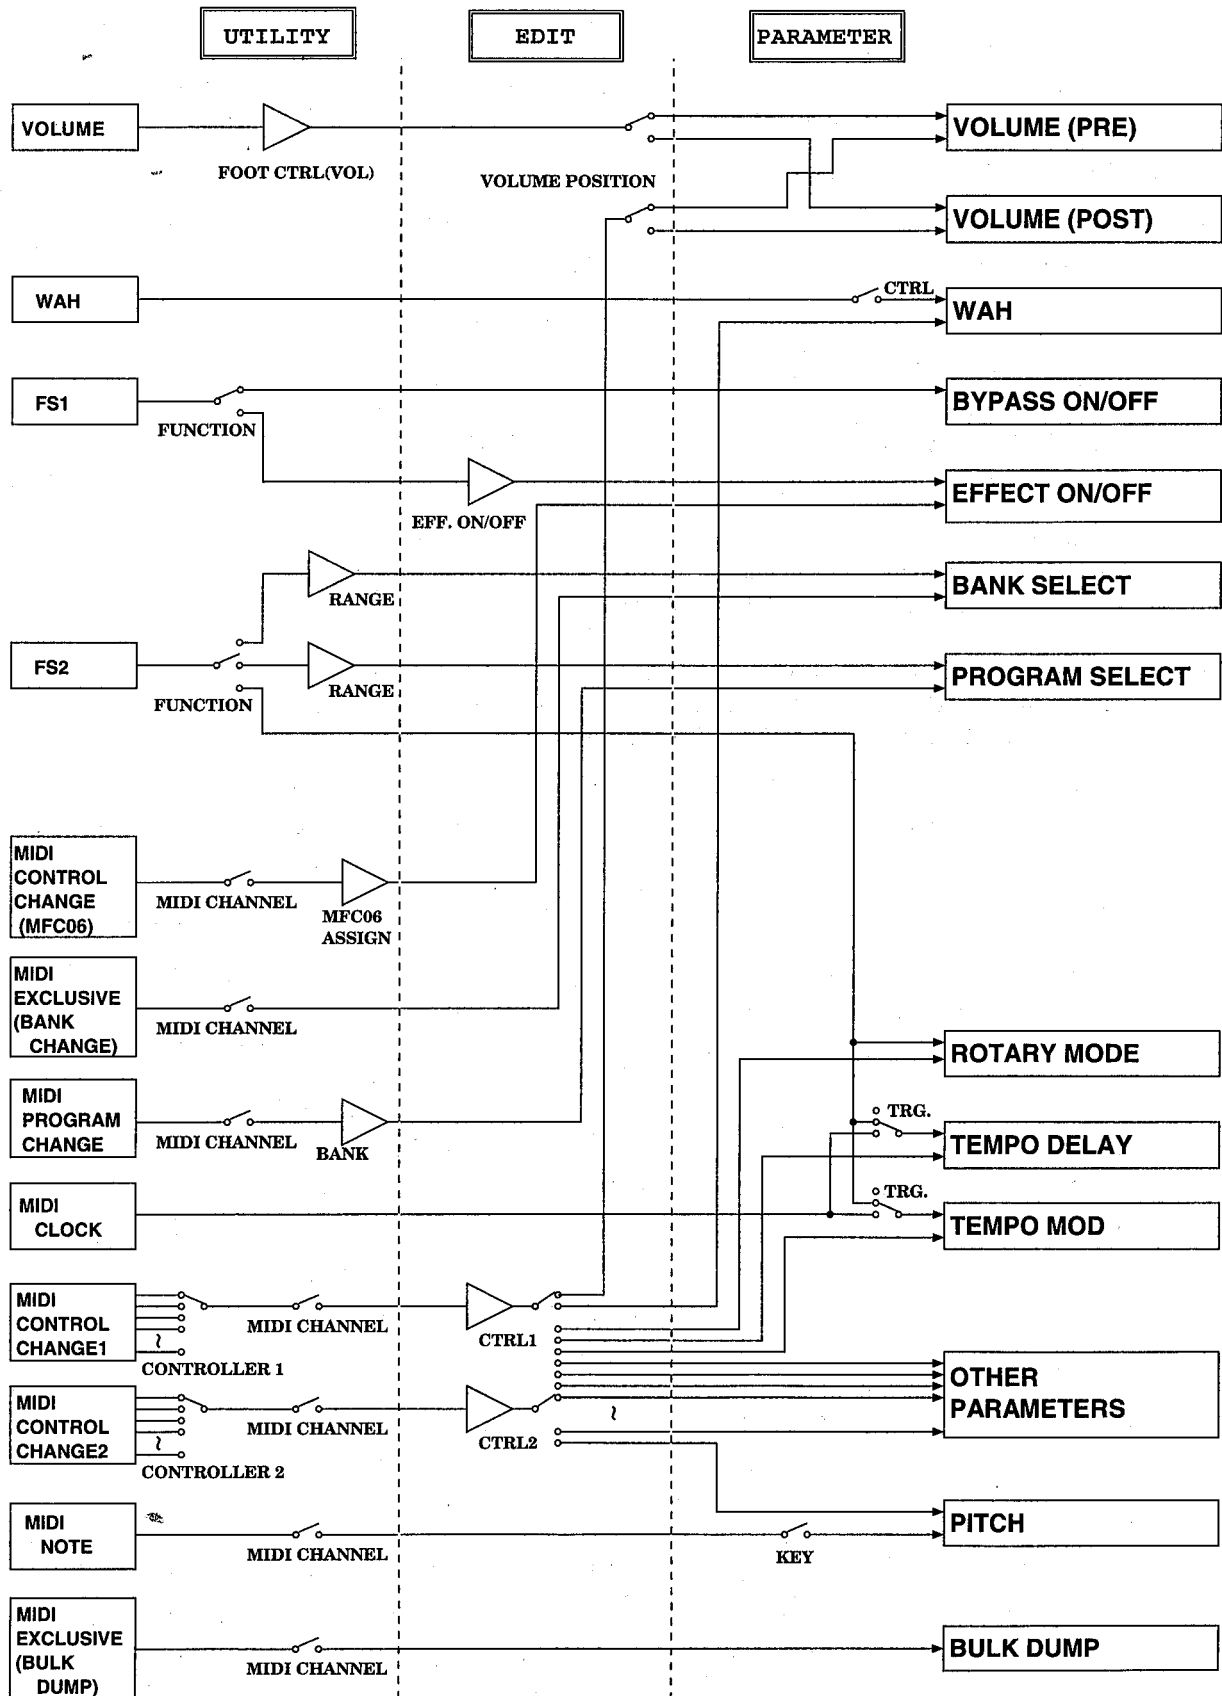 UTILITY
EDIT
PARAMETER
VOLUME
FOOT CTRL(VOL)
VOLUME POSITION
VOLUME (PRE)
VOLUME (POST)
WAH
CTRL
WAH
FS1
FUNCTION
BYPASS ON/OFF
EFF. ON/OFF
EFFECT ON/OFF
RANGE
BANK SELECT
FS2
FUNCTION
RANGE
PROGRAM SELECT
MIDI
CONTROL
CHANGE
(MFC06)
MIDI CHANNEL
MFC06
ASSIGN
MIDI
EXCLUSIVE
(BANK
CHANGE)
MIDI CHANNEL
ROTARY MODE
MIDI
PROGRAM
CHANGE
MIDI CHANNEL
BANK
TRG.
TEMPO DELAY
MIDI
CLOCK
TRG.
TEMPO MOD
MIDI
CONTROL
CHANGE1
~
CONTROLLER 1
MIDI CHANNEL
CTRL1
OTHER
PARAMETERS
MIDI
CONTROL
CHANGE2
~
CONTROLLER 2
MIDI CHANNEL
CTRL2
~
MIDI
NOTE
MIDI CHANNEL
KEY
PITCH
MIDI
EXCLUSIVE
(BULK
DUMP)
MIDI CHANNEL
BULK DUMP